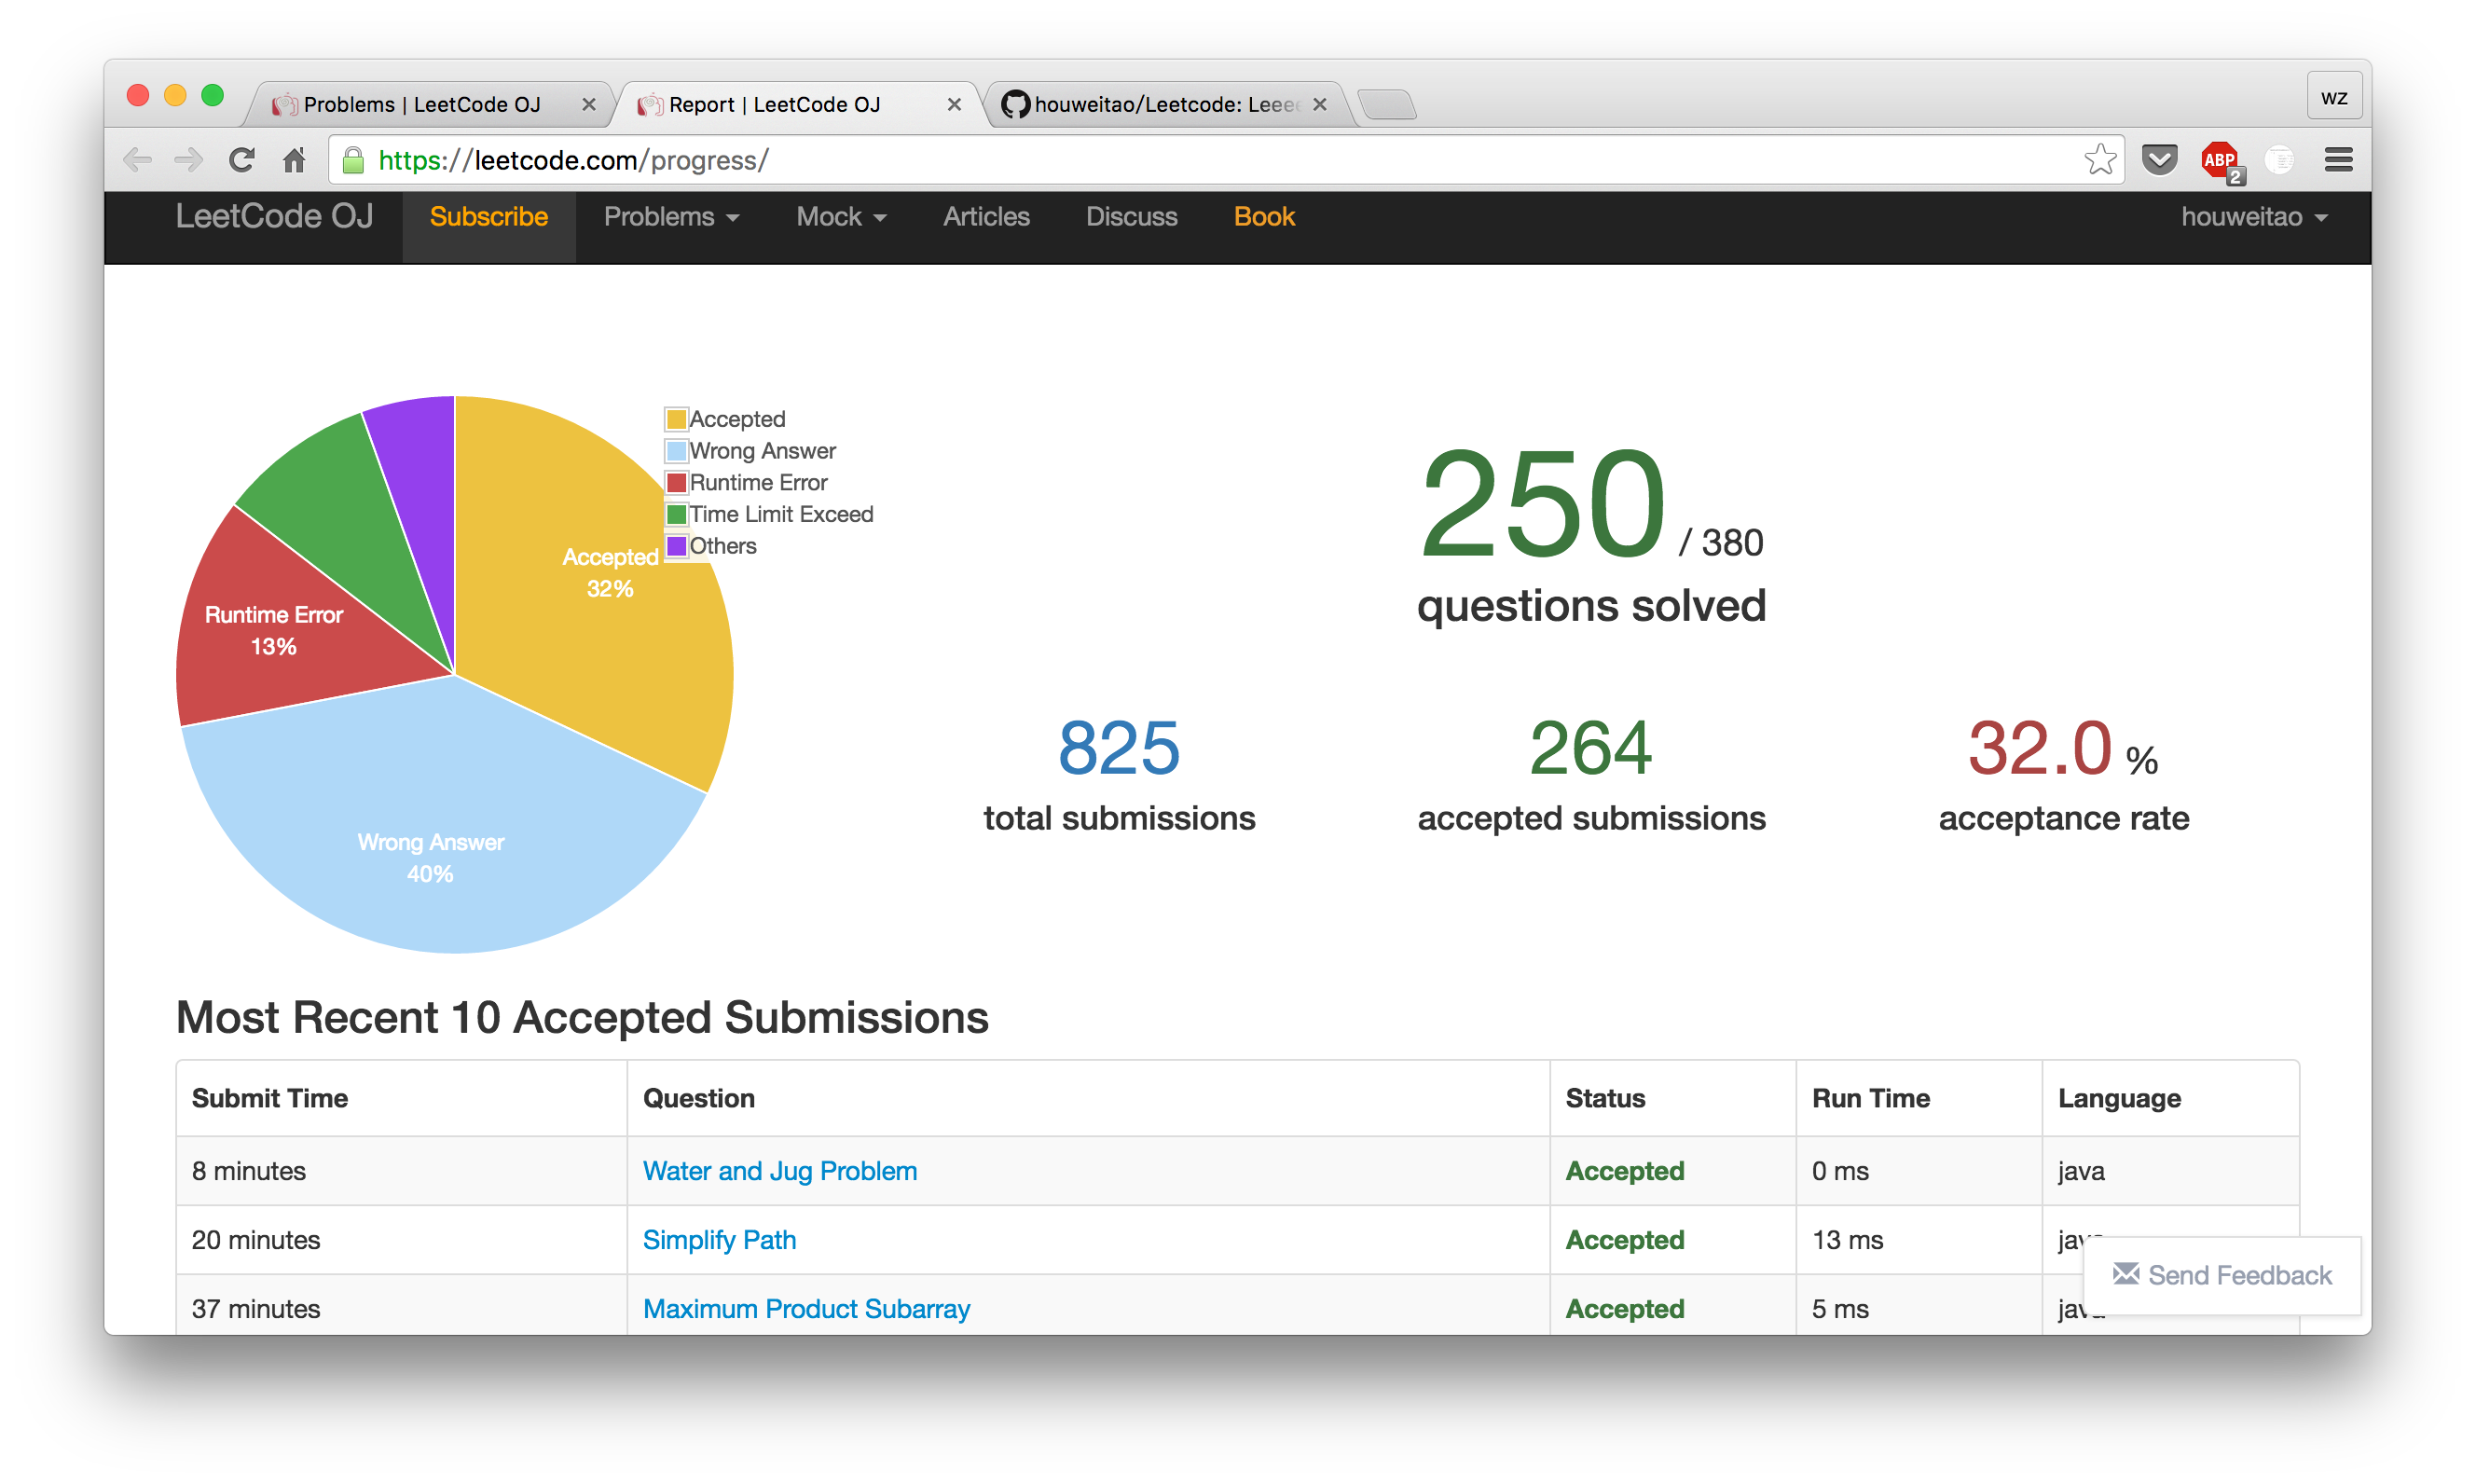 Problems | LeetCode OJ
Report | LeetCode OJ
houweitao/Leetcode: Leee
wz
https://leetcode.com/progress/
ABP
2
LeetCode OJ Subscribe Problems Mock Articles Discuss Book houweitao
Accepted
Wrong Answer
Runtime Error
Time Limit Exceed
Others
Accepted
32%
Runtime Error
13%
Wrong Answer
40%
250 / 380
questions solved
825
total submissions
264
accepted submissions
32.0 %
acceptance rate
Most Recent 10 Accepted Submissions
Submit Time Question Status Run Time Language
8 minutes Water and Jug Problem Accepted 0 ms java
20 minutes Simplify Path Accepted 13 ms
37 minutes Maximum Product Subarray Accepted 5 ms
Send Feedback